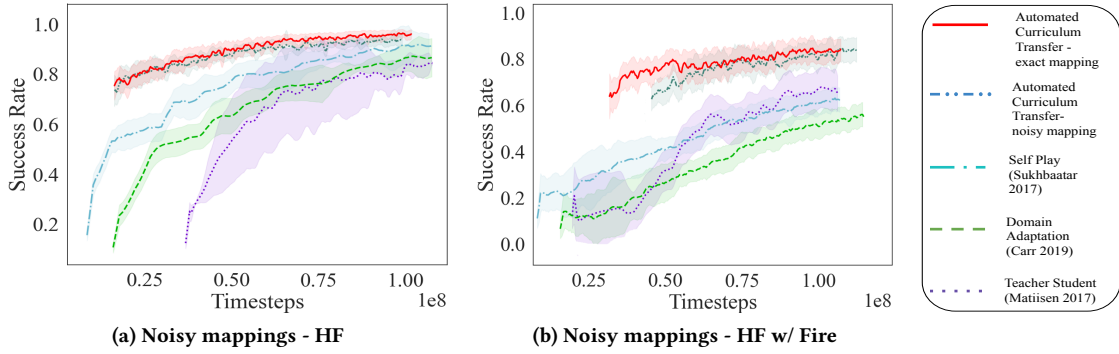 1.0
0.8
0.6
0.4
0.2
Success Rate
0.25
0.50
0.75
1.00
1e8
Timesteps
(a) Noisy mappings - HF
1.0
0.8
0.6
0.4
0.2
0.0
Success Rate
0.25
0.50
0.75
1.00
1e8
Timesteps
(b) Noisy mappings - HF w/ Fire
Automated
Curriculum
Transfer -
exact mapping
Automated
Curriculum
Transfer-
noisy mapping
Self Play
(Sukhbaatar
2017)
Domain
Adaptation
(Carr 2019)
Teacher Student
(Matiisen 2017)